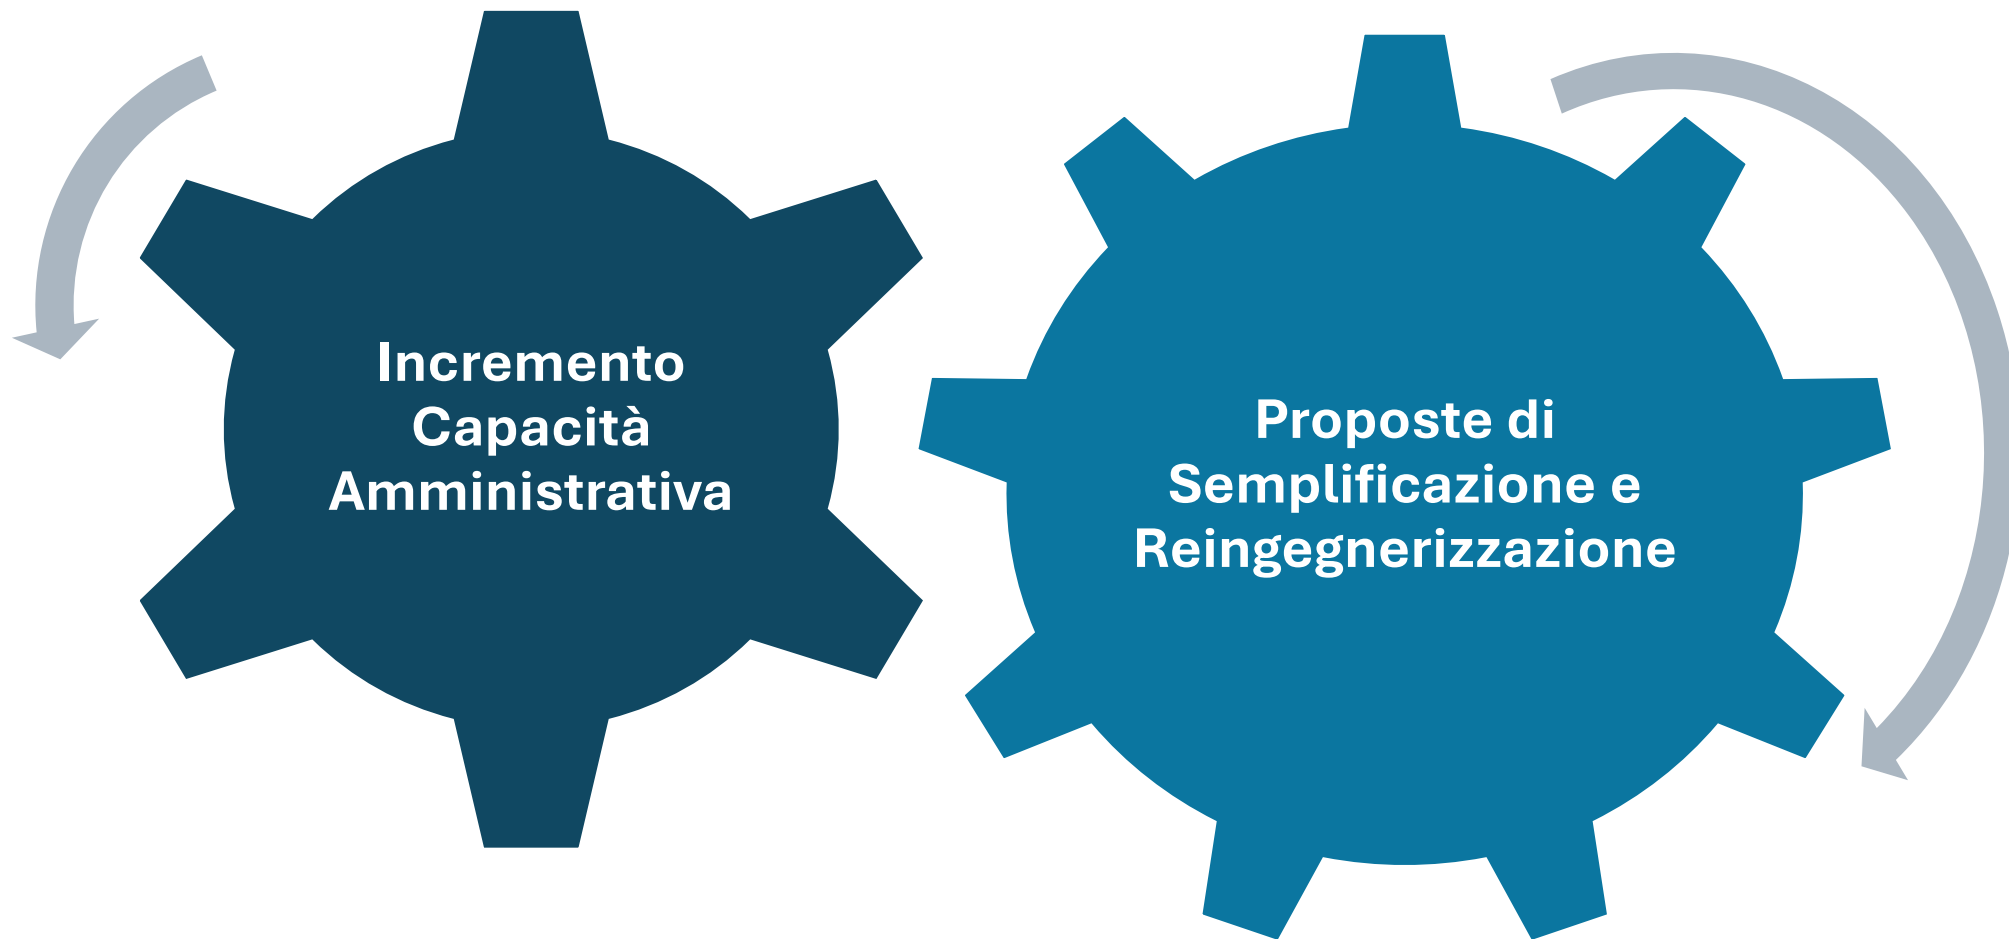 Incremento
Capacità
Amministrativa
Proposte di
Semplificazione e
Reingegnerizzazione